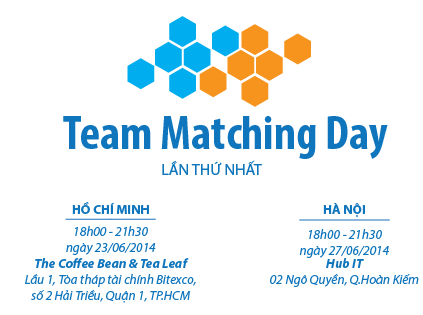 Team Matching Day
LẦN THỨ NHẤT
HỒ CHÍ MINH
18h00 - 21h30
ngày 23/06/2014
The Coffee Bean & Tea Leaf
Lầu 1, Tòa tháp tài chính Bitexco,
số 2 Hải Triều, Quận 1, TP.HCM
HÀ NỘI
18h00 - 21h30
ngày 27/06/2014
Hub IT
02 Ngô Quyền, Q.Hoàn Kiếm